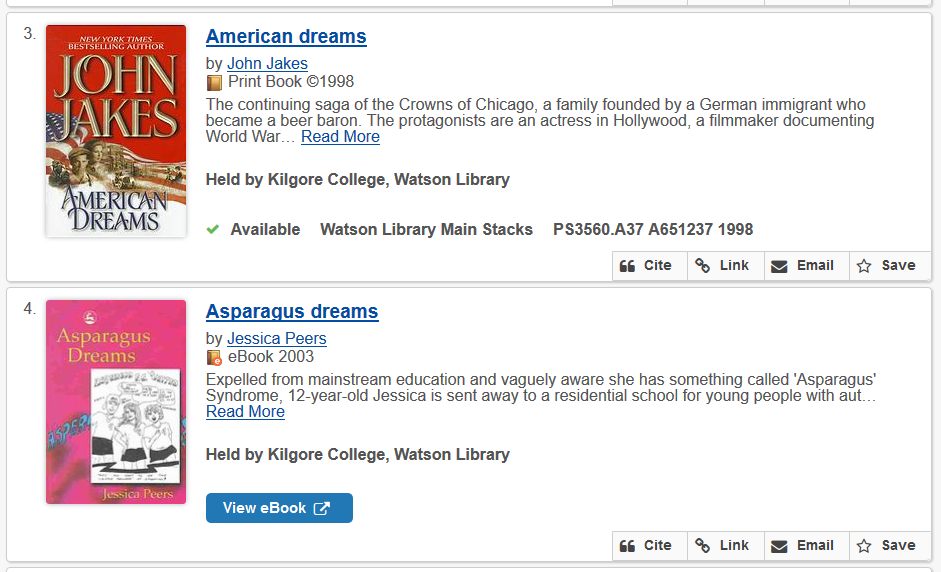 3.
NEW YORK TIMES
BESTSELLING AUTHOR
JOHN
JAKES
AMERICAN
DREAMS
American dreams
by John Jakes
Print Book ©1998
The continuing saga of the Crowns of Chicago, a family founded by a German immigrant who
became a beer baron. The protagonists are an actress in Hollywood, a filmmaker documenting
World War… Read More
Held by Kilgore College, Watson Library
Available Watson Library Main Stacks PS3560.A37 A651237 1998
Cite Link Email Save
4.
Asparagus
Dreams
Jessica Peers
Asparagus dreams
by Jessica Peers
eBook 2003
Expelled from mainstream education and vaguely aware she has something called 'Asparagus'
Syndrome, 12-year-old Jessica is sent away to a residential school for young people with aut…
Read More
Held by Kilgore College, Watson Library
View eBook
Cite Link Email Save